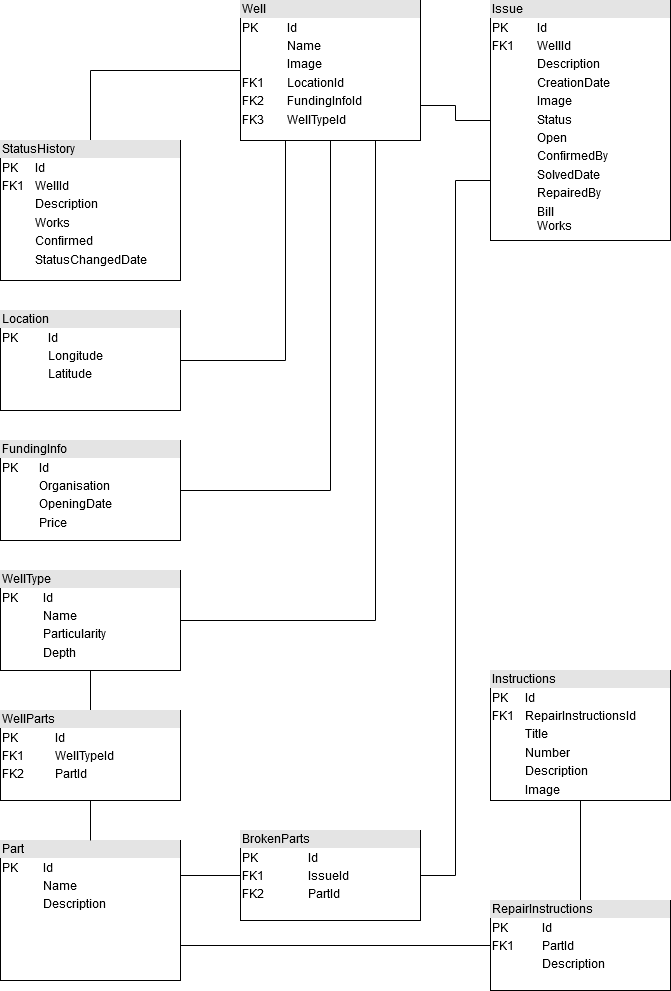 Well
PK Id
Name
Image
FK1 LocationId
FK2 FundingInfoId
FK3 WellTypeId
Issue
PK Id
FK1 WellId
Description
CreationDate
Image
Status
Open
ConfirmedBy
SolvedDate
RepairedBy
Bill
Works
StatusHistory
PK Id
FK1 WellId
Description
Works
Confirmed
StatusChangedDate
Location
PK Id
Longitude
Latitude
FundingInfo
PK Id
Organisation
OpeningDate
Price
WellType
PK Id
Name
Particularity
Depth
WellParts
PK Id
FK1 WellTypeId
FK2 PartId
Instructions
PK Id
FK1 RepairInstructionsId
Title
Number
Description
Image
Part
PK Id
Name
Description
BrokenParts
PK Id
FK1 IssueId
FK2 PartId
RepairInstructions
PK Id
FK1 PartId
Description